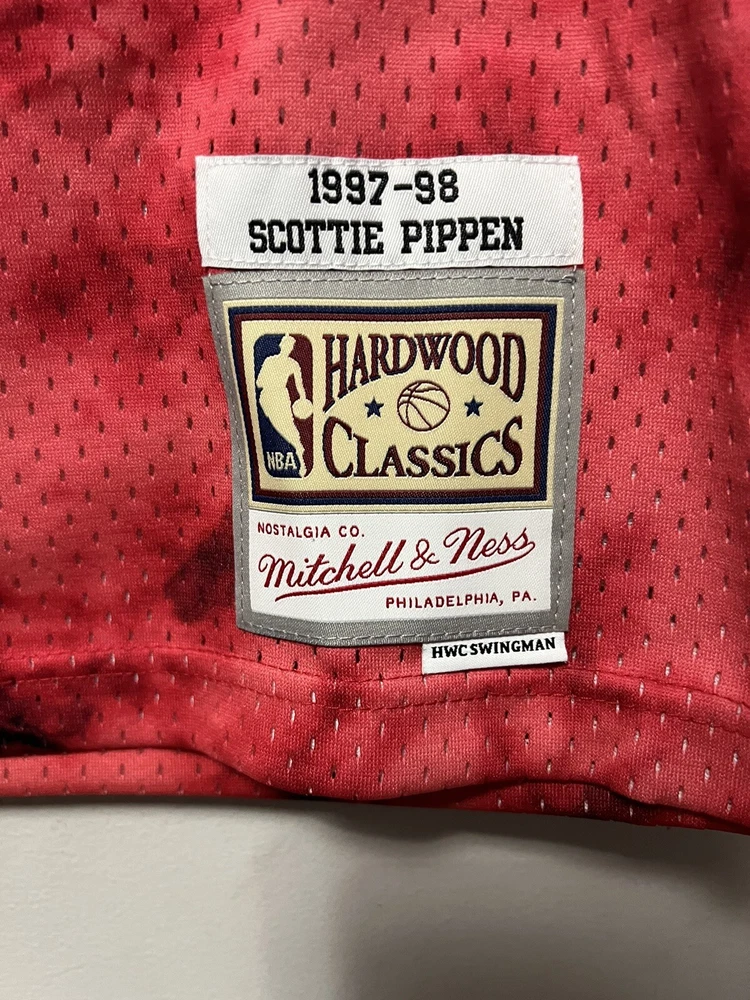 1997-98
SCOTTIE PIPPEN
HARDWOOD
CLASSICS
NBA
NOSTALGIA CO.
Mitchell & Ness
PHILADELPHIA, PA.
HWC SWINGMAN